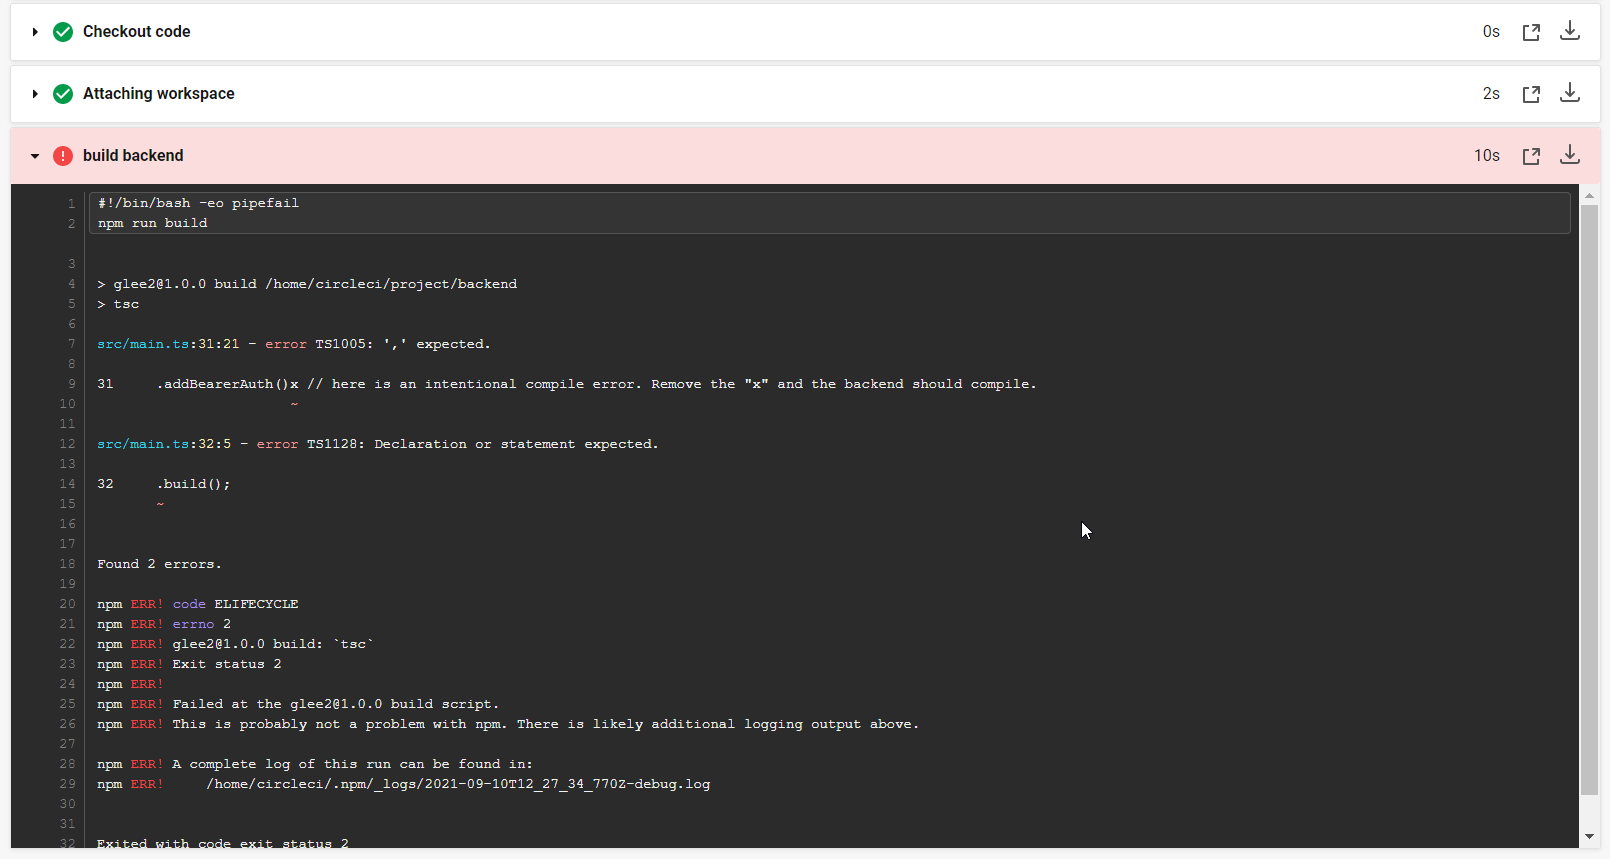 Checkout code 0s
Attaching workspace 2s
build backend 10s
1 #!/bin/bash -eo pipefail
2 npm run build
3
4 > glee2@1.0.0 build /home/circleci/project/backend
5 > tsc
6
7 src/main.ts:31:21 - error TS1005: ',' expected.
8
9 31     .addBearerAuth()x // here is an intentional compile error. Remove the "x" and the backend should compile.
10                        ~
11
12 src/main.ts:32:5 - error TS1128: Declaration or statement expected.
13
14 32     .build();
15        ~
16
17
18 Found 2 errors.
19
20 npm ERR! code ELIFECYCLE
21 npm ERR! errno 2
22 npm ERR! glee2@1.0.0 build: `tsc`
23 npm ERR! Exit status 2
24 npm ERR!
25 npm ERR! Failed at the glee2@1.0.0 build script.
26 npm ERR! This is probably not a problem with npm. There is likely additional logging output above.
27
28 npm ERR! A complete log of this run can be found in:
29 npm ERR!     /home/circleci/.npm/_logs/2021-09-10T12_27_34_770Z-debug.log
30
31
32 Exited with code exit status 2